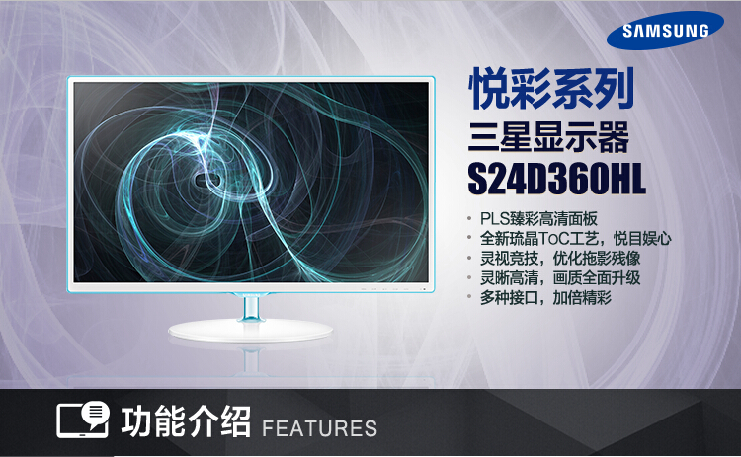 SAMSUNG
悦彩系列
三星显示器
S24D360HL
• PLS臻彩高清面板
• 全新琉晶ToC工艺，悦目娱心
• 灵视竞技，优化拖影残像
• 灵晰高清，画质全面升级
• 多种接口，加倍精彩
功能介绍 FEATURES